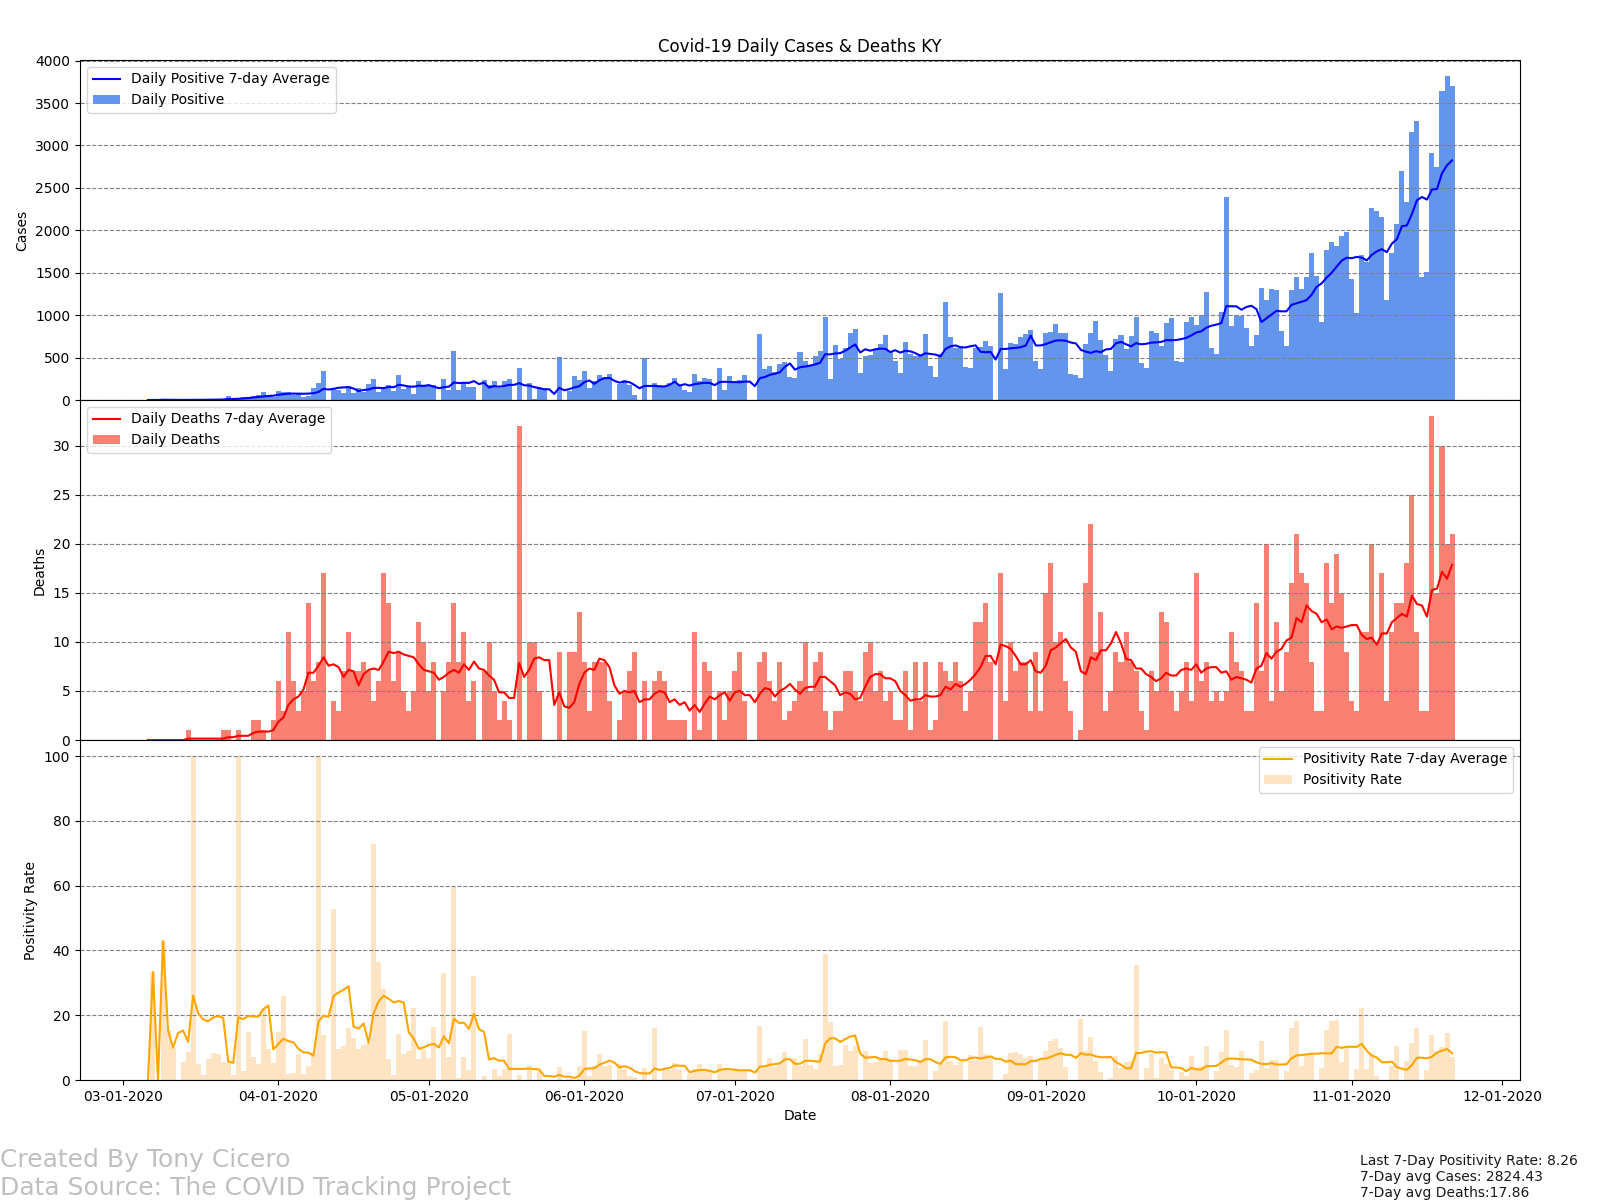 Covid-19 Daily Cases & Deaths KY
4000
3500
3000
2500
2000
1500
1000
500
0
Cases
Daily Positive 7-day Average
Daily Positive
30
25
20
15
10
5
0
Deaths
Daily Deaths 7-day Average
Daily Deaths
100
80
60
40
20
0
Positivity Rate
Positivity Rate 7-day Average
Positivity Rate
03-01-2020 04-01-2020 05-01-2020 06-01-2020 07-01-2020 08-01-2020 09-01-2020 10-01-2020 11-01-2020 12-01-2020
Date
Created By Tony Cicero
Data Source: The COVID Tracking Project
Last 7-Day Positivity Rate: 8.26
7-Day avg Cases: 2824.43
7-Day avg Deaths:17.86